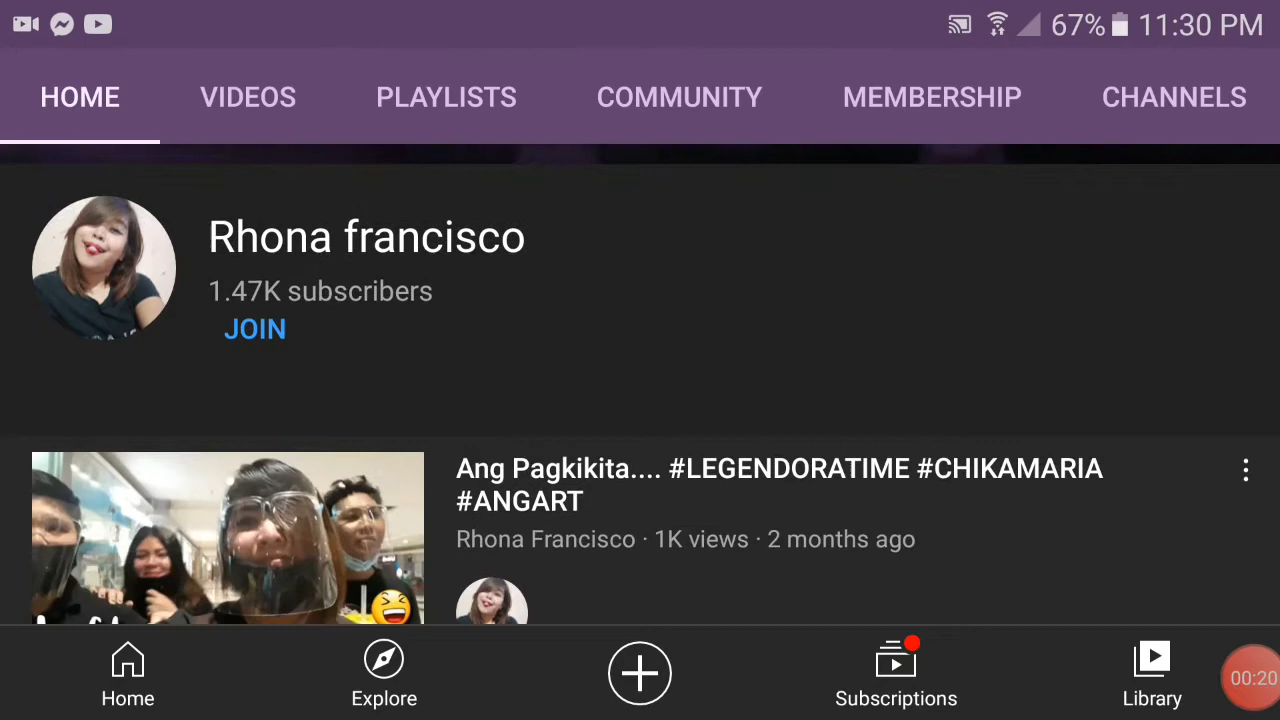 67% 11:30 PM
HOME VIDEOS PLAYLISTS COMMUNITY MEMBERSHIP CHANNELS
Rhona francisco
1.47K subscribers
JOIN
Ang Pagkikita.... #LEGENDORATIME #CHIKAMARIA
#ANGART
Rhona Francisco · 1K views · 2 months ago
Home Explore Subscriptions Library
00:20